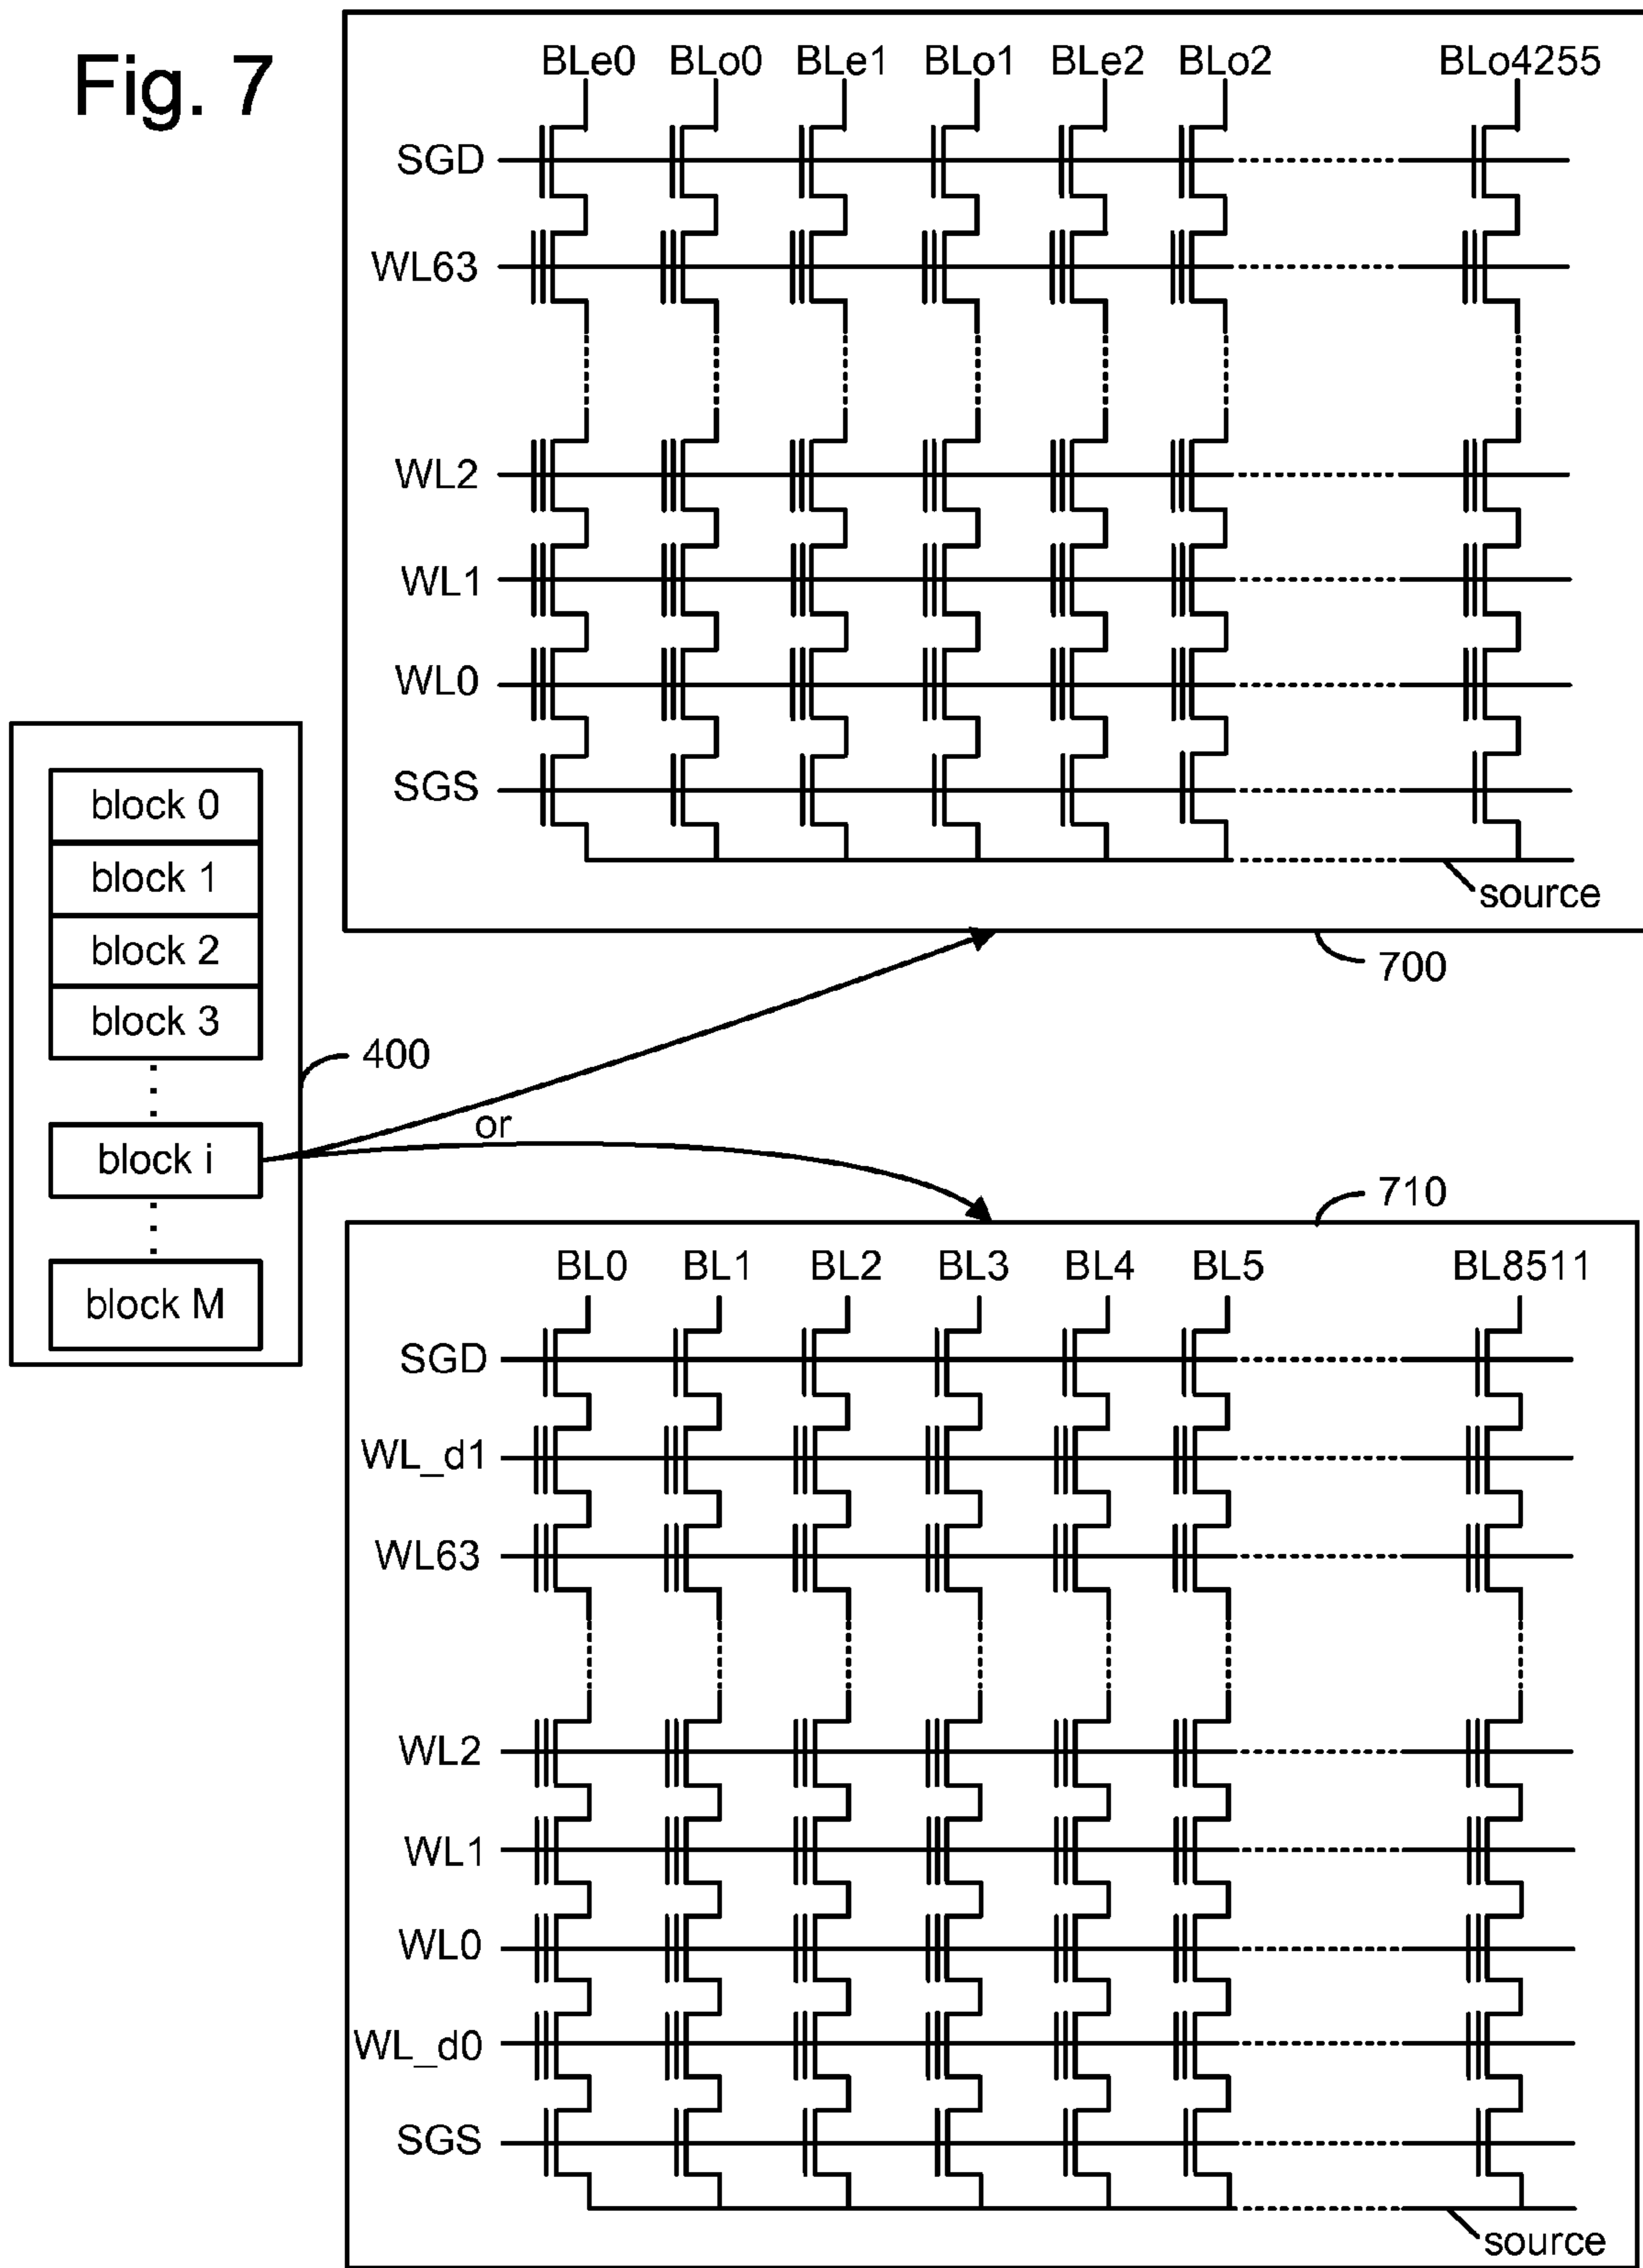 Fig. 7
BLe0 BLo0 BLe1 BLo1 BLe2 BLo2 BLo4255
SGD
WL63
WL2
WL1
WL0
SGS
source
700
block 0
block 1
block 2
block 3
block i
block M
400
or
710
BL0 BL1 BL2 BL3 BL4 BL5 BL8511
SGD
WL_d1
WL63
WL2
WL1
WL0
WL_d0
SGS
source